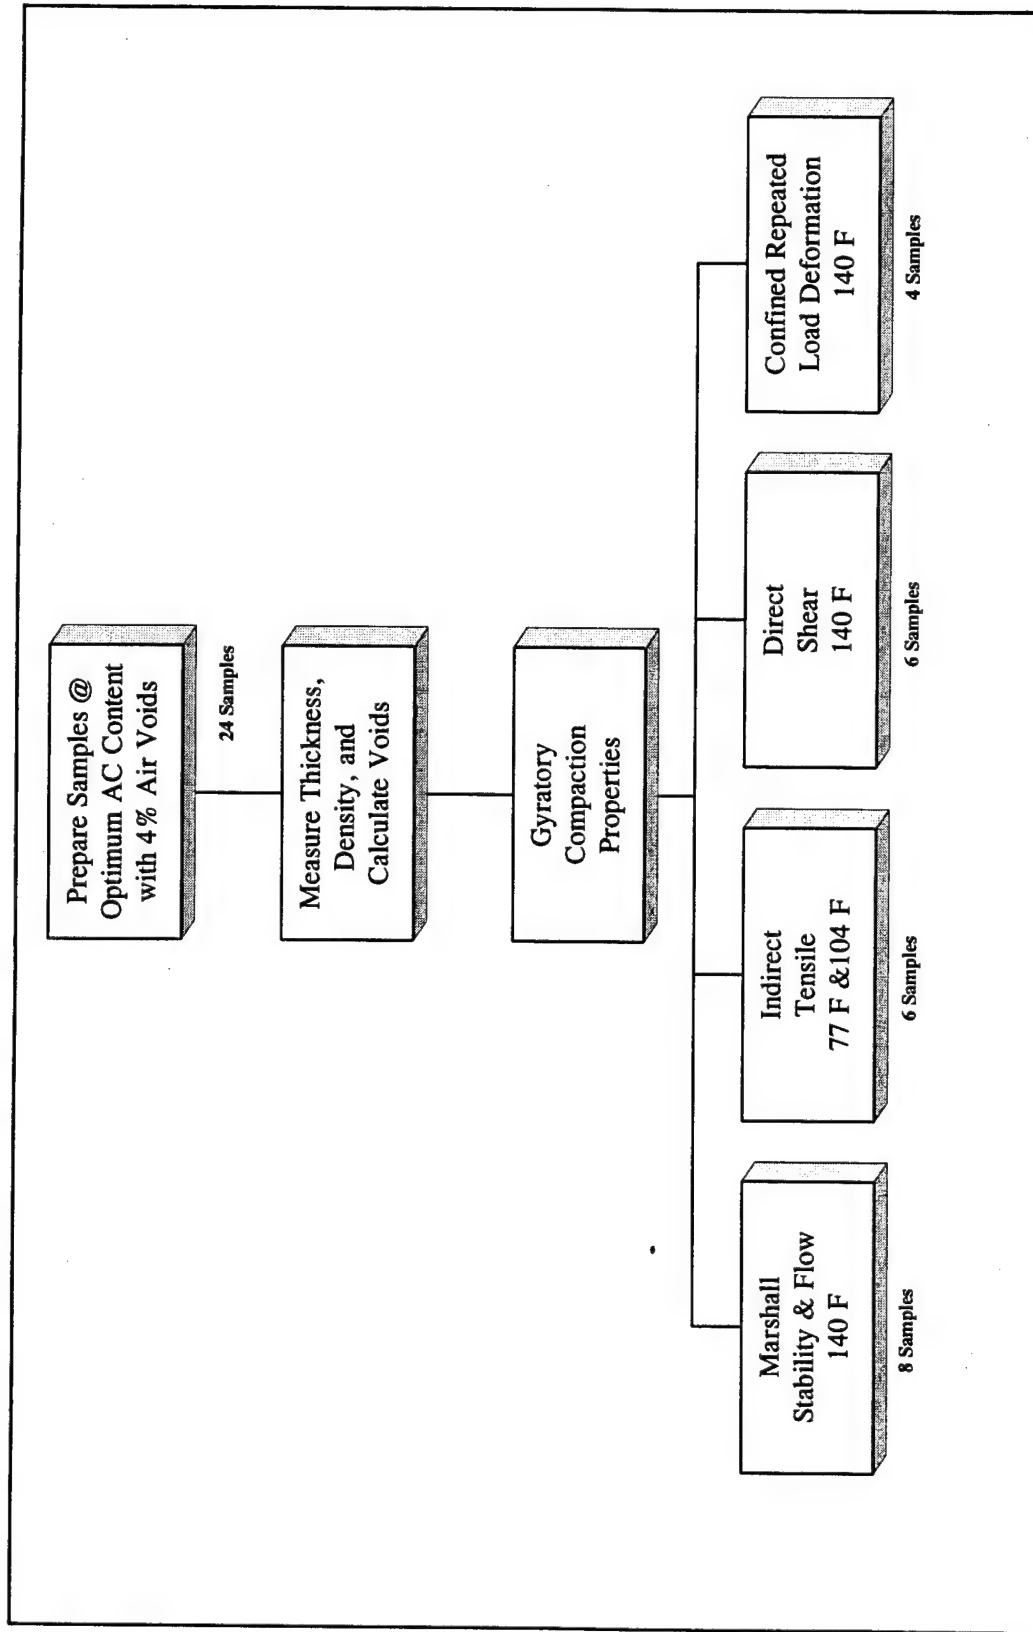 Prepare Samples @
Optimum AC Content
with 4% Air Voids
24 Samples
Measure Thickness,
Density, and
Calculate Voids
Gyratory
Compaction
Properties
Marshall
Stability & Flow
140 F
8 Samples
Indirect
Tensile
77 F &104 F
6 Samples
Direct
Shear
140 F
6 Samples
Confined Repeated
Load Deformation
140 F
4 Samples